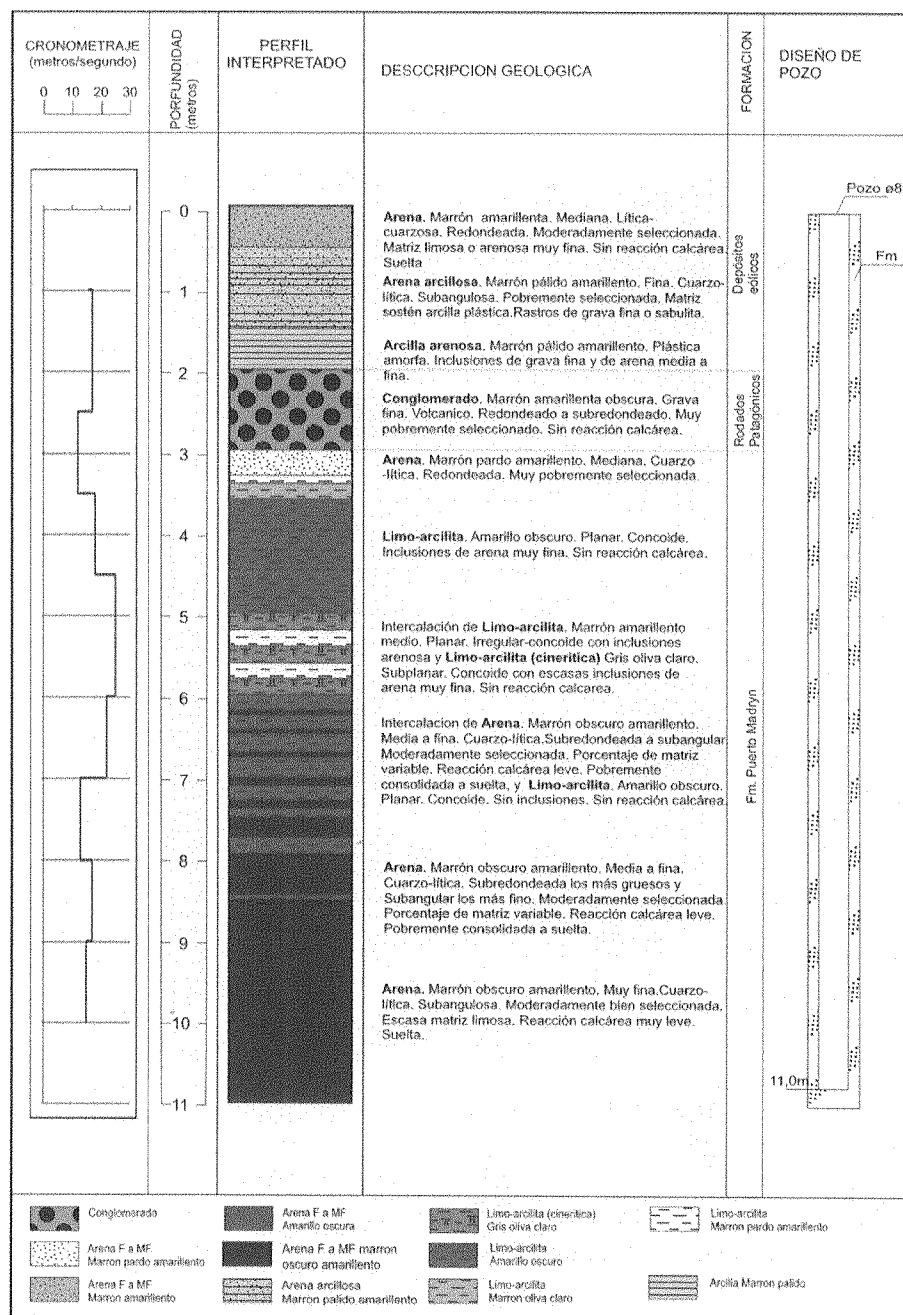 CRONOMETRAJE
(metros/segundo)
0 10 20 30
PORFUNDIDAD
(metros)
PERFIL
INTERPRETADO
DESCCRIPCION GEOLOGICA
FORMACION
DISEÑO DE
POZO
0
1
2
3
4
5
6
7
8
9
10
11
Arena. Marrón amarillenta. Mediana. Lítica-
cuarzosa. Redondeada. Moderadamente seleccionada.
Matriz limosa o arenosa muy fina. Sin reacción calcárea.
Suelta
Arena arcillosa. Marrón pálido amarillento. Fina. Cuarzo-
lítica. Subangulosa. Pobremente seleccionada. Matriz
sostén arcilla plástica.Rastros de grava fina o sabulita.
Arcilla arenosa. Marrón pálido amarillento. Plástica
amorfa. Inclusiones de grava fina y de arena media a
fina.
Conglomerado. Marrón amarillenta obscura. Grava
fina. Volcanico. Redondeado a subredondeado. Muy
pobremente seleccionado. Sin reacción calcárea.
Arena. Marrón pardo amarillento. Mediana. Cuarzo
-lítica. Redondeada. Muy pobremente seleccionada.
Limo-arcilita. Amarillo obscuro. Planar. Concoide.
Inclusiones de arena muy fina. Sin reacción calcárea.
Intercalación de Limo-arcilita. Marrón amarillento
medio. Planar. Irregular-concoide con inclusiones
arenosa y Limo-arcilita (cineritica) Gris oliva claro.
Subplanar. Concoide con escasas inclusiones de
arena muy fina. Sin reacción calcarea.
Intercalacion de Arena. Marrón obscuro amarillento.
Media a fina. Cuarzo-lítica.Subredondeada a subangular
Moderadamente seleccionada. Porcentaje de matriz
variable. Reacción calcárea leve. Pobremente
consolidada a suelta, y Limo-arcilita. Amarillo obscuro.
Planar. Concoide. Sin inclusiones. Sin reacción calcárea.
Arena. Marrón obscuro amarillento. Media a fina.
Cuarzo-lítica. Subredondeada los más gruesos y
Subangular los más fino. Moderadamente seleccionada
Porcentaje de matriz variable. Reacción calcárea leve.
Pobremente consolidada a suelta.
Arena. Marrón obscuro amarillento. Muy fina.Cuarzo-
lítica. Subangulosa. Moderadamente bien seleccionada.
Escasa matriz limosa. Reacción calcárea muy leve.
Suelta.
Depósitos
eólicos
Rodados
Patagónicos
Fm. Puerto Madryn
Pozo ø8
Fm
11,0m
Conglomerado
Arena F a MF
Marron pardo amarillento
Arena F a MF
Marron amarillento
Arena F a MF
Amarillo oscura
Arena F a MF marron
oscuro amarillento
Arena arcillosa
Marron palido amarillento
Limo-arcilita (cineritica)
Gris oliva claro
Limo-arcilita
Amarillo oscuro
Limo-arcilita
Marron oliva claro
Limo-arcilita
Marron pardo amarillento
Arcilla Marron palido